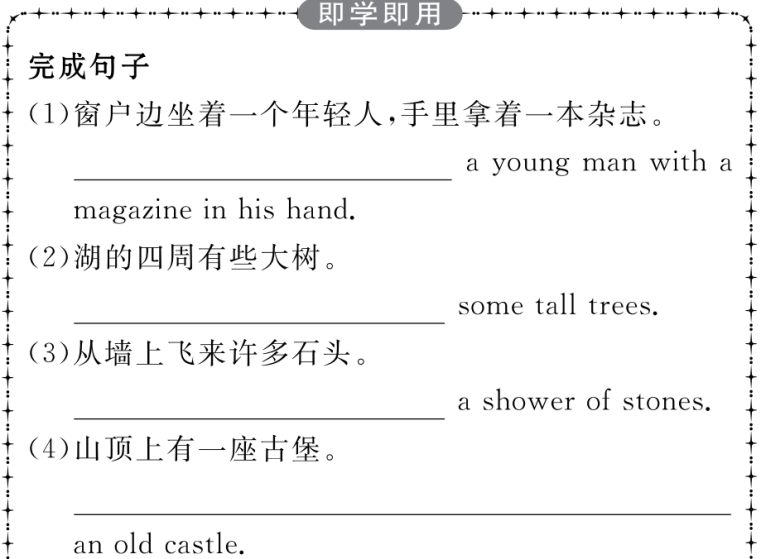 即学即用
完成句子
(1)窗户边坐着一个年轻人,手里拿着一本杂志。
a young man with a
magazine in his hand.
(2)湖的四周有些大树。
some tall trees.
(3)从墙上飞来许多石头。
a shower of stones.
(4)山顶上有一座古堡。
an old castle.